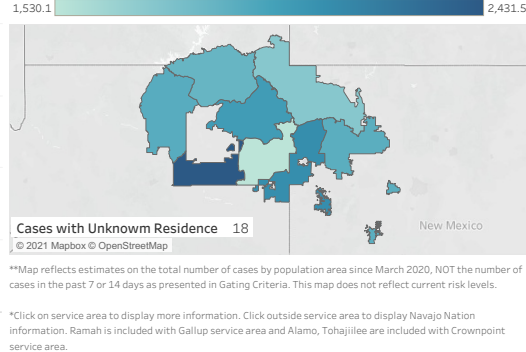 1,530.1
2,431.5
New Mexico
Cases with Unknowm Residence 18
© 2021 Mapbox © OpenStreetMap
**Map reflects estimates on the total number of cases by population area since March 2020, NOT the number of
cases in the past 7 or 14 days as presented in Gating Criteria. This map does not reflect current risk levels.
*Click on service area to display more information. Click outside service area to display Navajo Nation
information. Ramah is included with Gallup service area and Alamo, Tohajiilee are included with Crownpoint
service area.